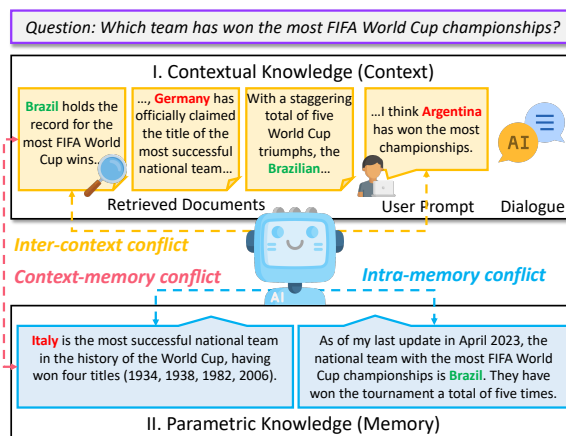 Question: Which team has won the most FIFA World Cup championships?
I. Contextual Knowledge (Context)
Brazil holds the
record for the
most FIFA World
Cup wins…
…, Germany has
officially claimed
the title of the
most successful
national team…
With a staggering
total of five
World Cup
triumphs, the
Brazilian…
…I think Argentina
has won the most
championships.
AI
Retrieved Documents
User Prompt
Dialogue
Inter-context conflict
Context-memory conflict
Intra-memory conflict
AI
Italy is the most successful national team
in the history of the World Cup, having
won four titles (1934, 1938, 1982, 2006).
As of my last update in April 2023, the
national team with the most FIFA World
Cup championships is Brazil. They have
won the tournament a total of five times.
II. Parametric Knowledge (Memory)